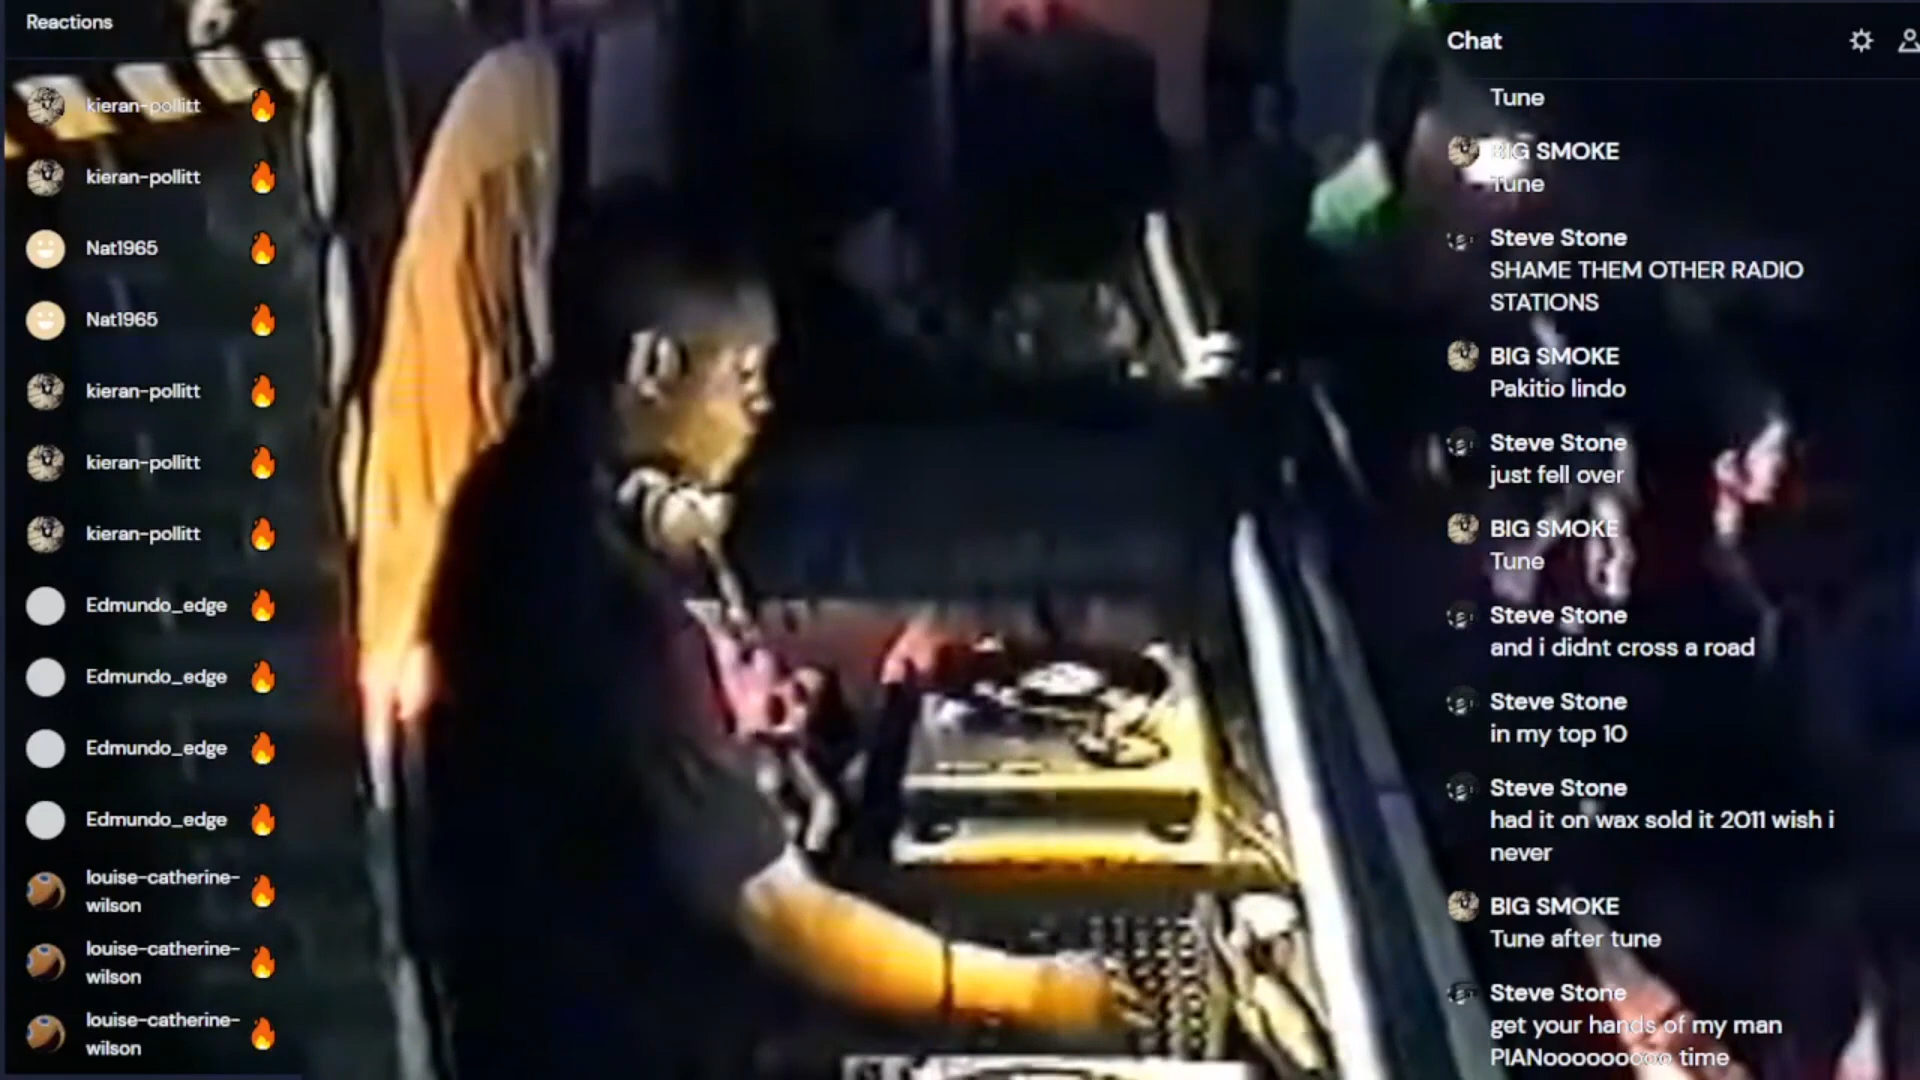 Reactions
kieran-pollitt
kieran-pollitt
Nat1965
Nat1965
kieran-pollitt
kieran-pollitt
kieran-pollitt
Edmundo_edge
Edmundo_edge
Edmundo_edge
Edmundo_edge
louise-catherine-
wilson
louise-catherine-
wilson
louise-catherine-
wilson
Chat
Tune
BIG SMOKE
Tune
Steve Stone
SHAME THEM OTHER RADIO
STATIONS
BIG SMOKE
Pakitio lindo
Steve Stone
just fell over
BIG SMOKE
Tune
Steve Stone
and i didnt cross a road
Steve Stone
in my top 10
Steve Stone
had it on wax sold it 2011 wish i
never
BIG SMOKE
Tune after tune
Steve Stone
get your hands of my man
PIANooooooooo time